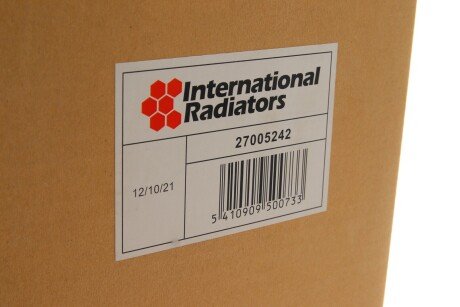 International
Radiators
27005242
12/10/21
5 410909 500733